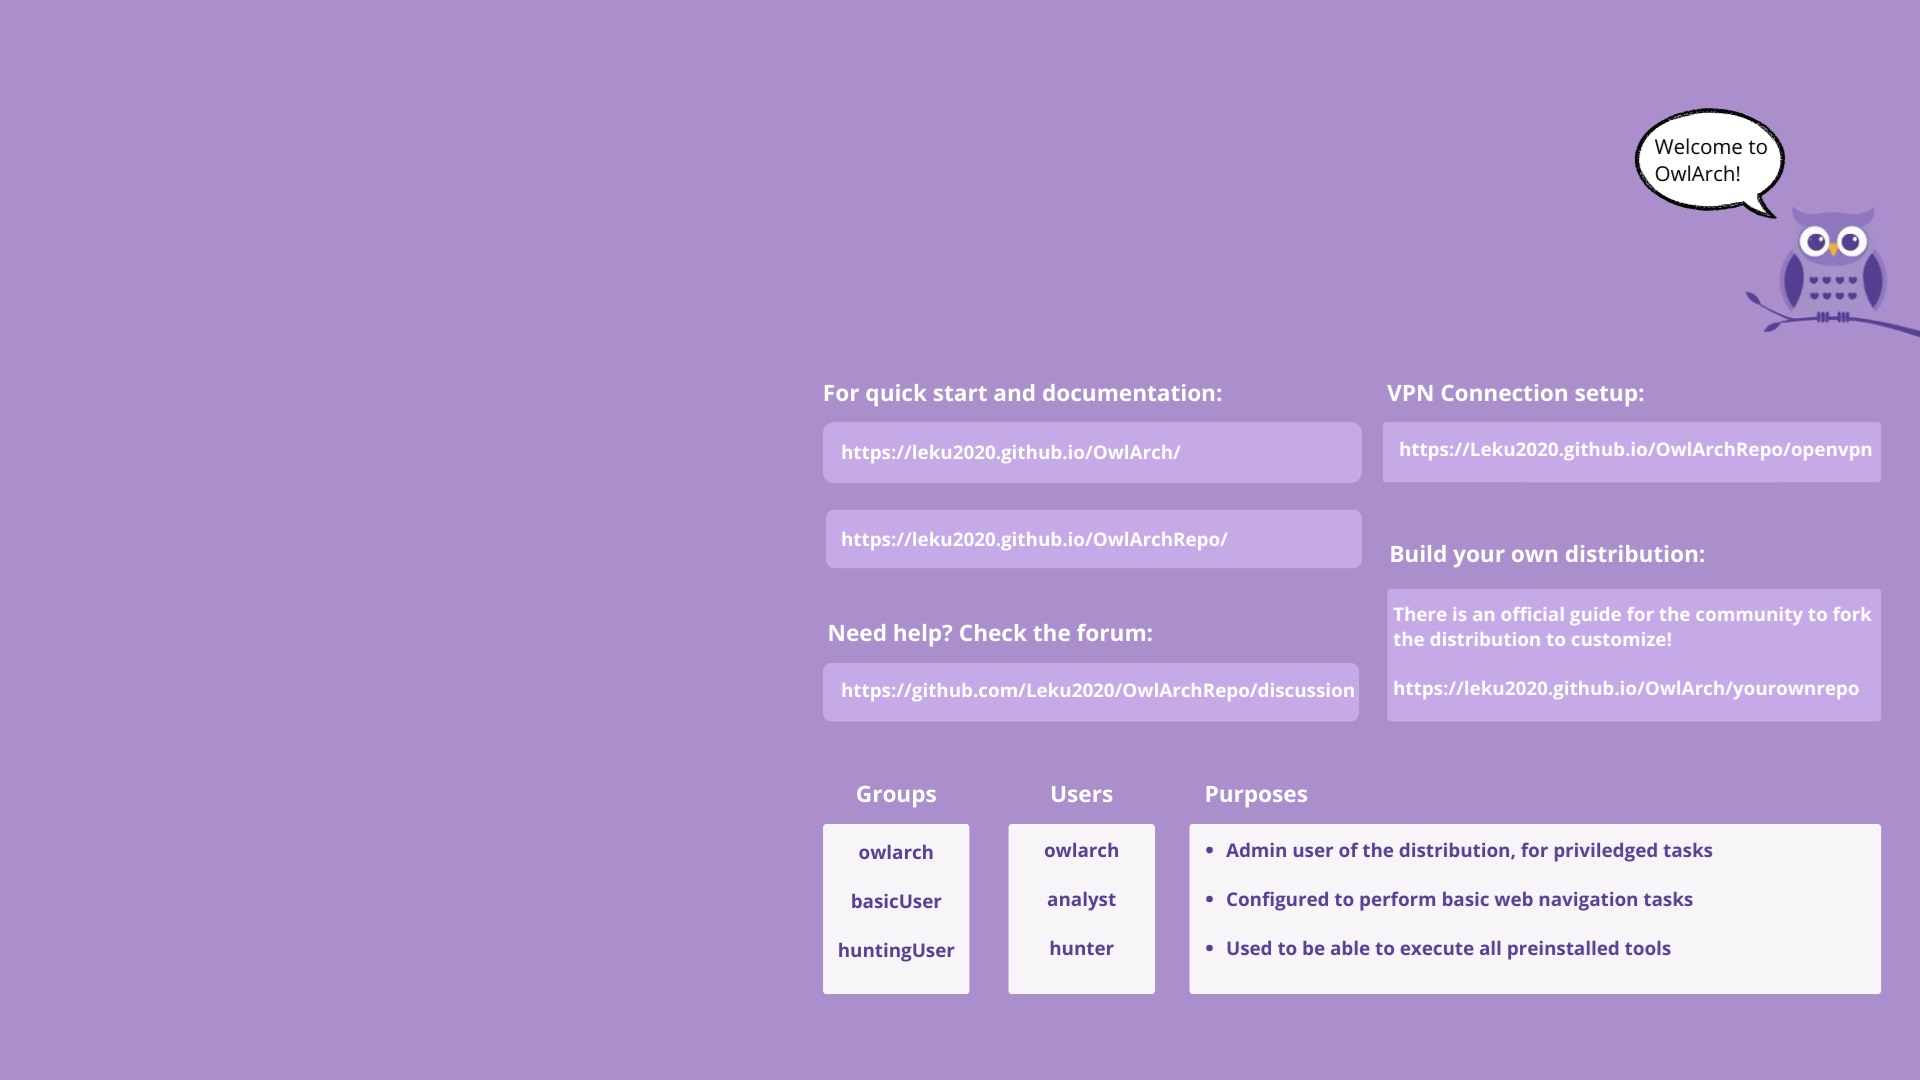 Welcome to
OwlArch!
For quick start and documentation:
https://leku2020.github.io/OwlArch/
https://leku2020.github.io/OwlArchRepo/
Need help? Check the forum:
https://github.com/Leku2020/OwlArchRepo/discussion
VPN Connection setup:
https://Leku2020.github.io/OwlArchRepo/openvpn
Build your own distribution:
There is an official guide for the community to fork
the distribution to customize!
https://leku2020.github.io/OwlArch/yourownrepo
Groups
owlarch
basicUser
huntingUser
Users
owlarch
analyst
hunter
Purposes
• Admin user of the distribution, for priviledged tasks
• Configured to perform basic web navigation tasks
• Used to be able to execute all preinstalled tools